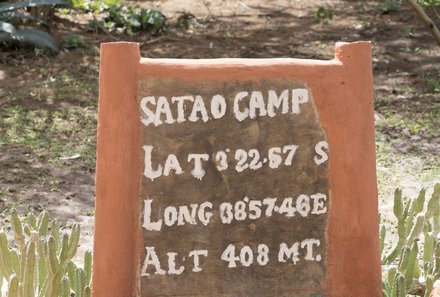 SATAO CAMP
LAT 3°22·57 S
LONG 38°57·46E
ALT 408 MT.